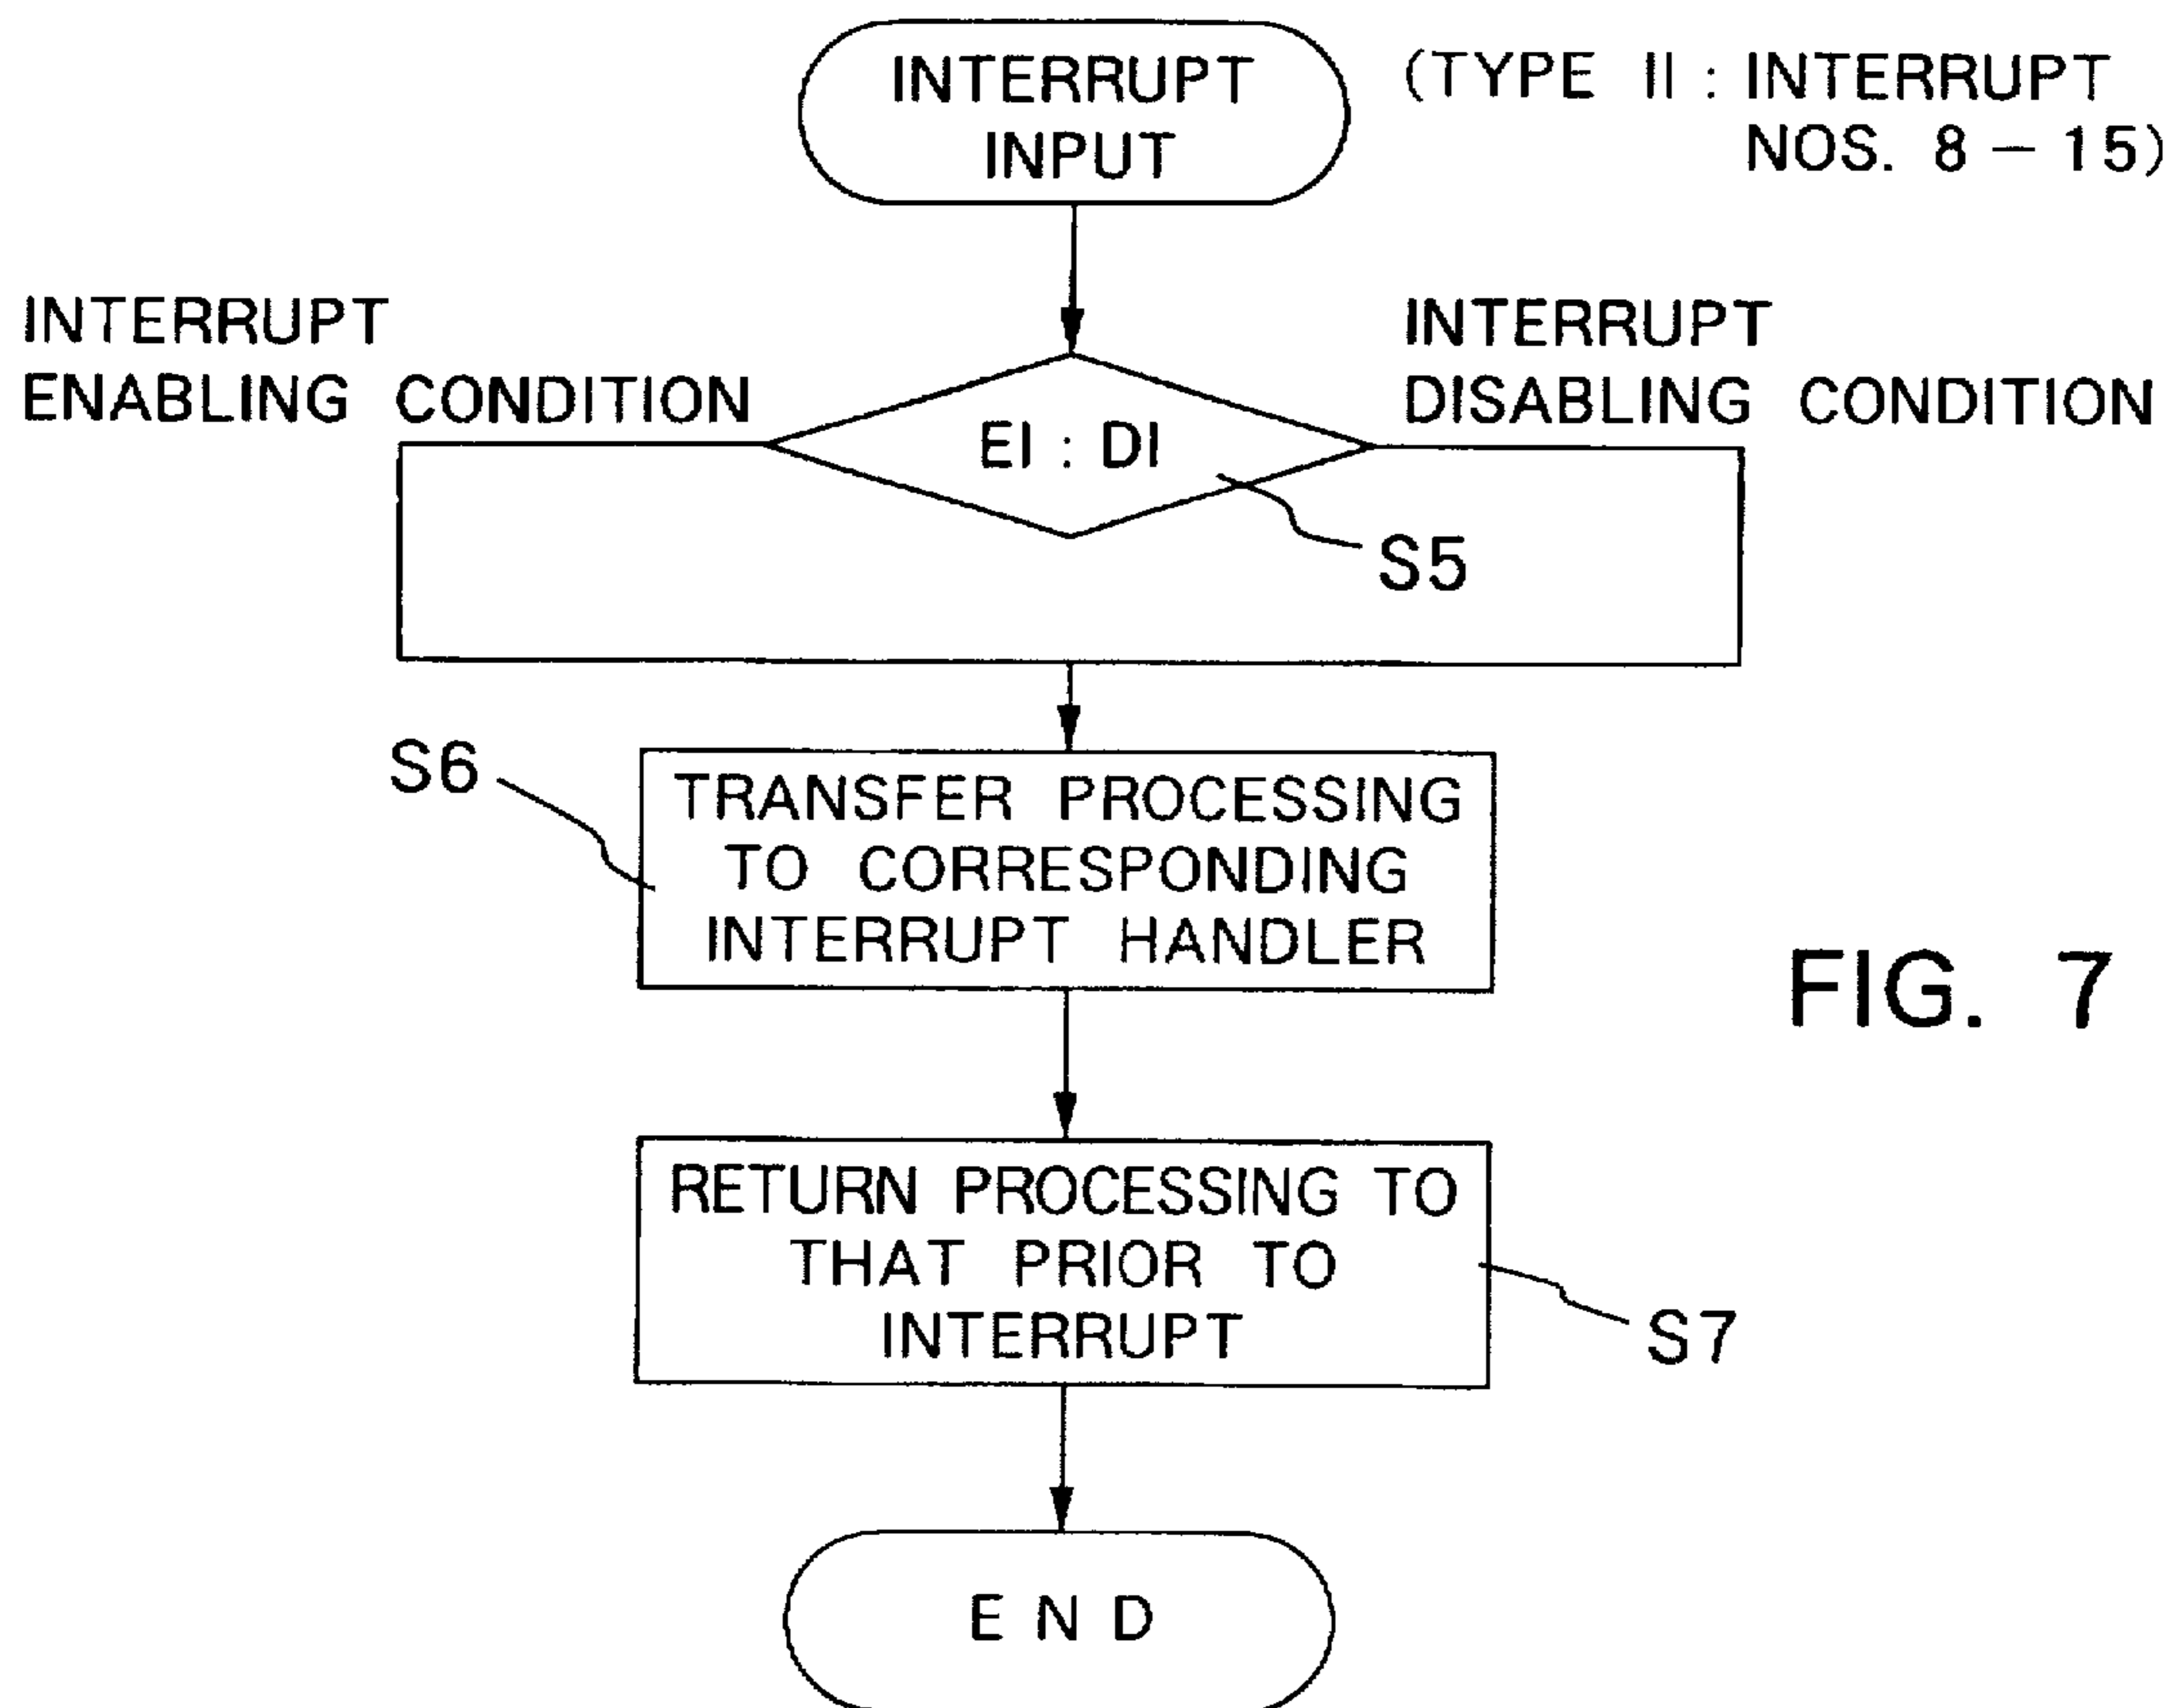 INTERRUPT
INPUT
(TYPE II : INTERRUPT
NOS. 8 — 15)
INTERRUPT
ENABLING CONDITION
INTERRUPT
DISABLING CONDITION
EI : DI
S5
S6
TRANSFER PROCESSING
TO CORRESPONDING
INTERRUPT HANDLER
FIG. 7
RETURN PROCESSING TO
THAT PRIOR TO
INTERRUPT
S7
END